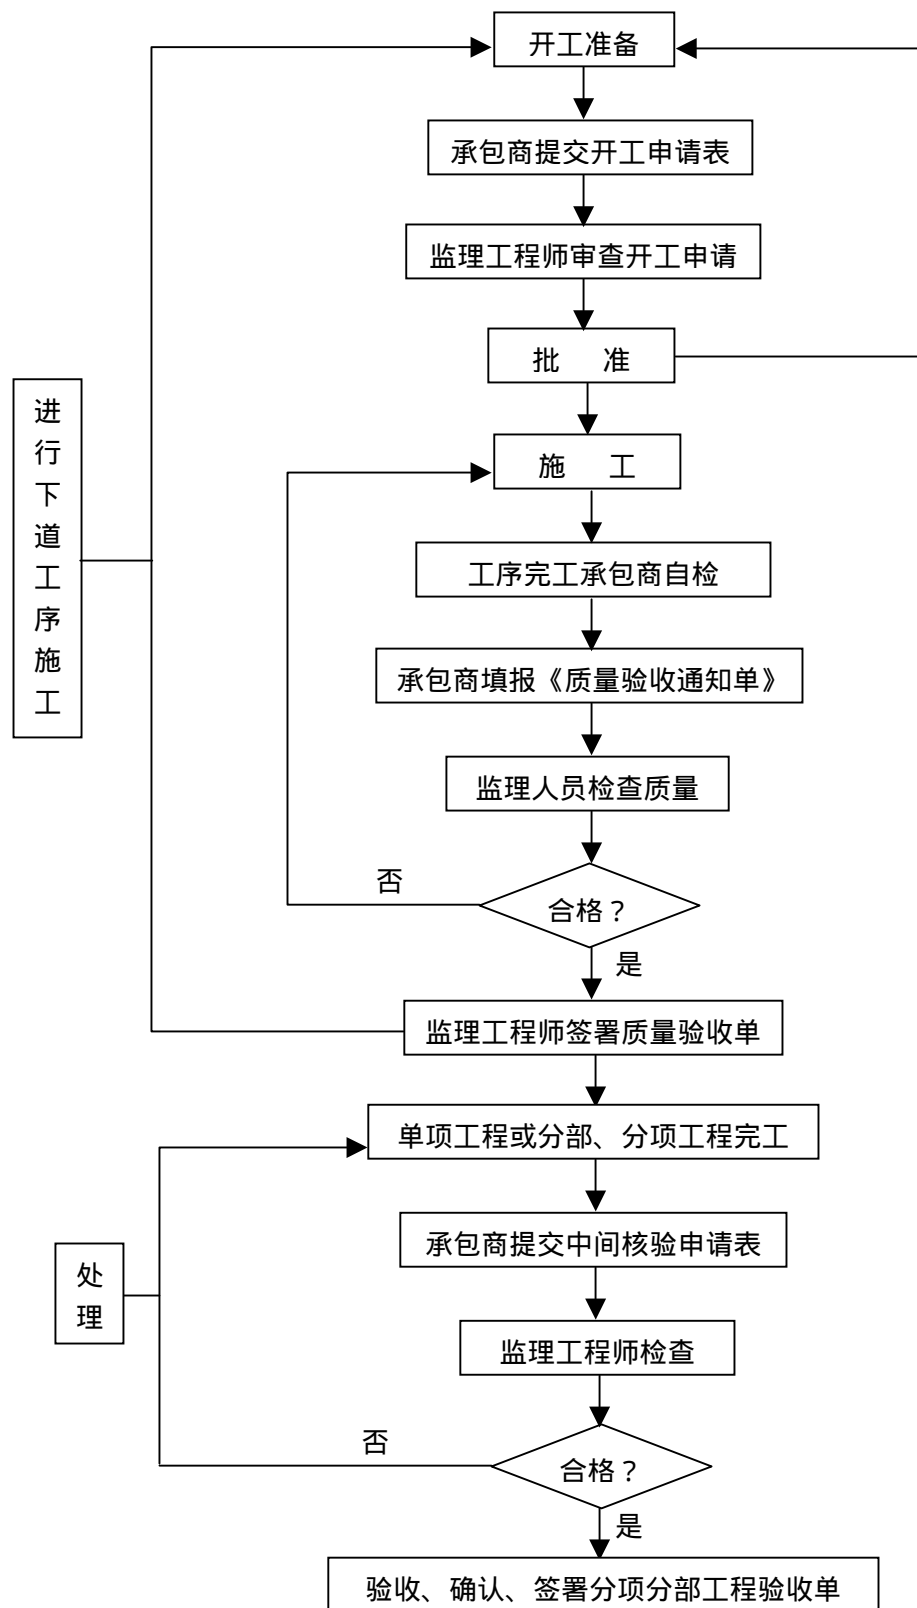 开工准备
承包商提交开工申请表
监理工程师审查开工申请
批 准
进行下道工序施工
施 工
工序完工承包商自检
承包商填报《质量验收通知单》
监理人员检查质量
否
合格？
是
监理工程师签署质量验收单
单项工程或分部、分项工程完工
承包商提交中间核验申请表
处理
监理工程师检查
否
合格？
是
验收、确认、签署分项分部工程验收单